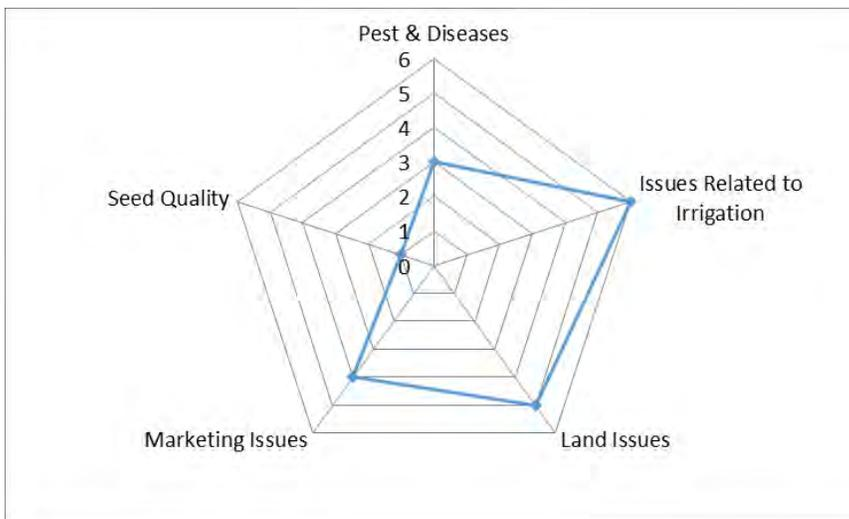 Pest & Diseases
6
5
4
3
2
1
0
Issues Related to
Irrigation
Seed Quality
Marketing Issues
Land Issues